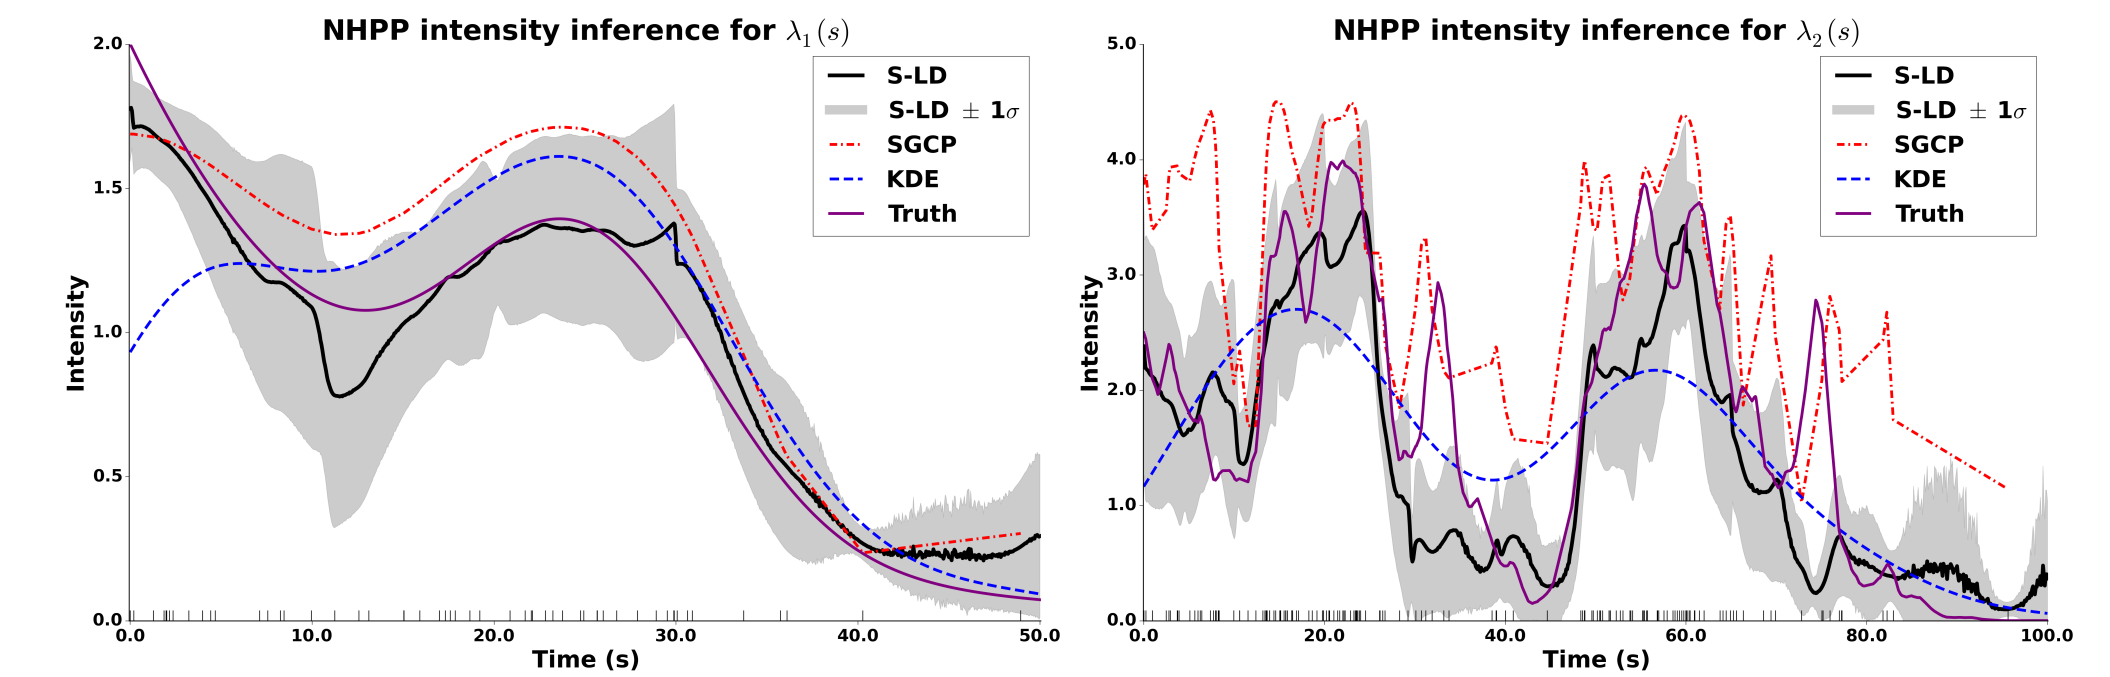 NHPP intensity inference for λ₁(s)
2.0
1.5
1.0
0.5
0.0
Intensity
S-LD
S-LD ± 1σ
SGCP
KDE
Truth
0.0 10.0 20.0 30.0 40.0 50.0
Time (s)
NHPP intensity inference for λ₂(s)
5.0
4.0
3.0
2.0
1.0
0.0
Intensity
S-LD
S-LD ± 1σ
SGCP
KDE
Truth
0.0 20.0 40.0 60.0 80.0 100.0
Time (s)